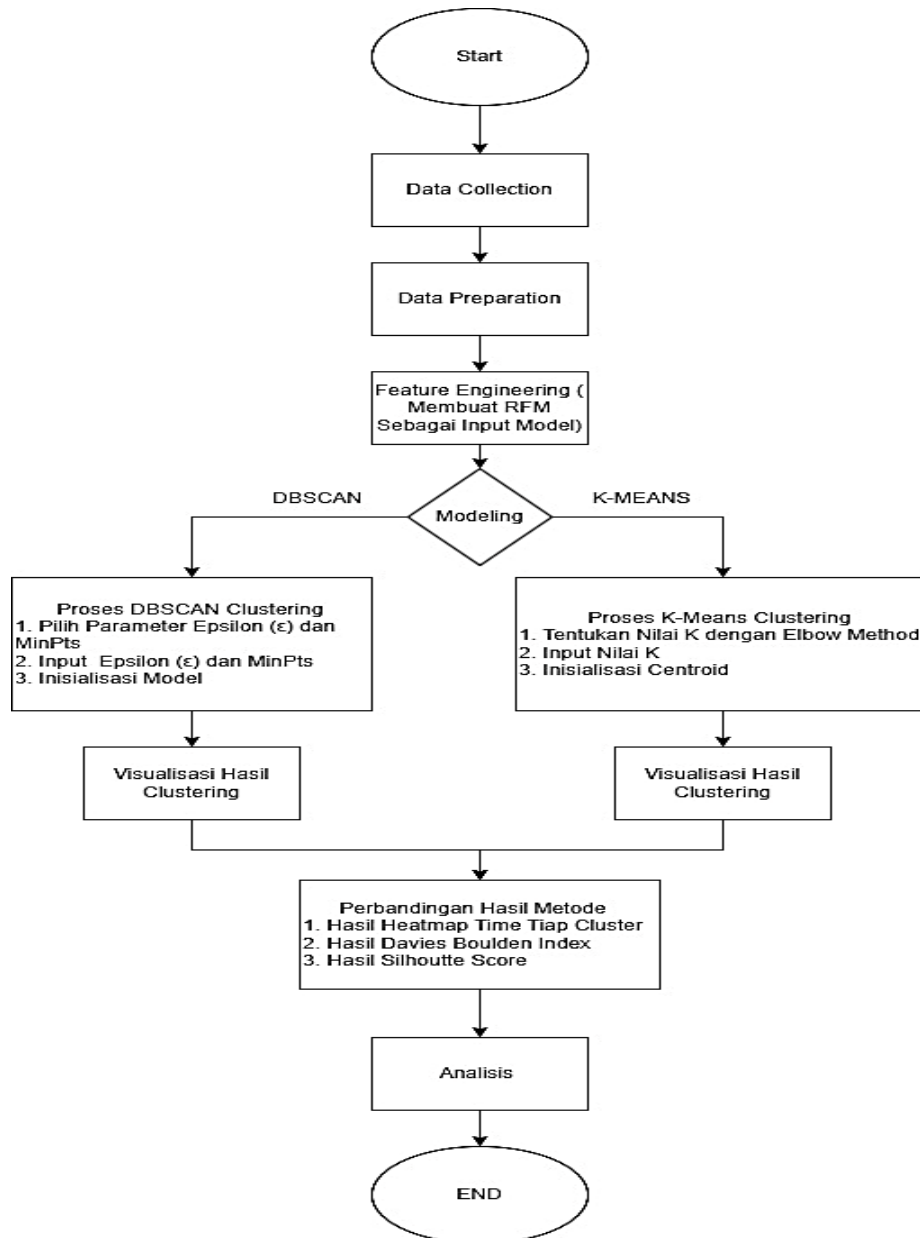 Start
Data Collection
Data Preparation
Feature Engineering (
Membuat RFM
Sebagai Input Model)
DBSCAN
K-MEANS
Modeling
Proses DBSCAN Clustering
1. Pilih Parameter Epsilon (ε) dan
MinPts
2. Input Epsilon (ε) dan MinPts
3. Inisialisasi Model
Proses K-Means Clustering
1. Tentukan Nilai K dengan Elbow Method
2. Input Nilai K
3. Inisialisasi Centroid
Visualisasi Hasil
Clustering
Visualisasi Hasil
Clustering
Perbandingan Hasil Metode
1. Hasil Heatmap Time Tiap Cluster
2. Hasil Davies Boulden Index
3. Hasil Silhoutte Score
Analisis
END